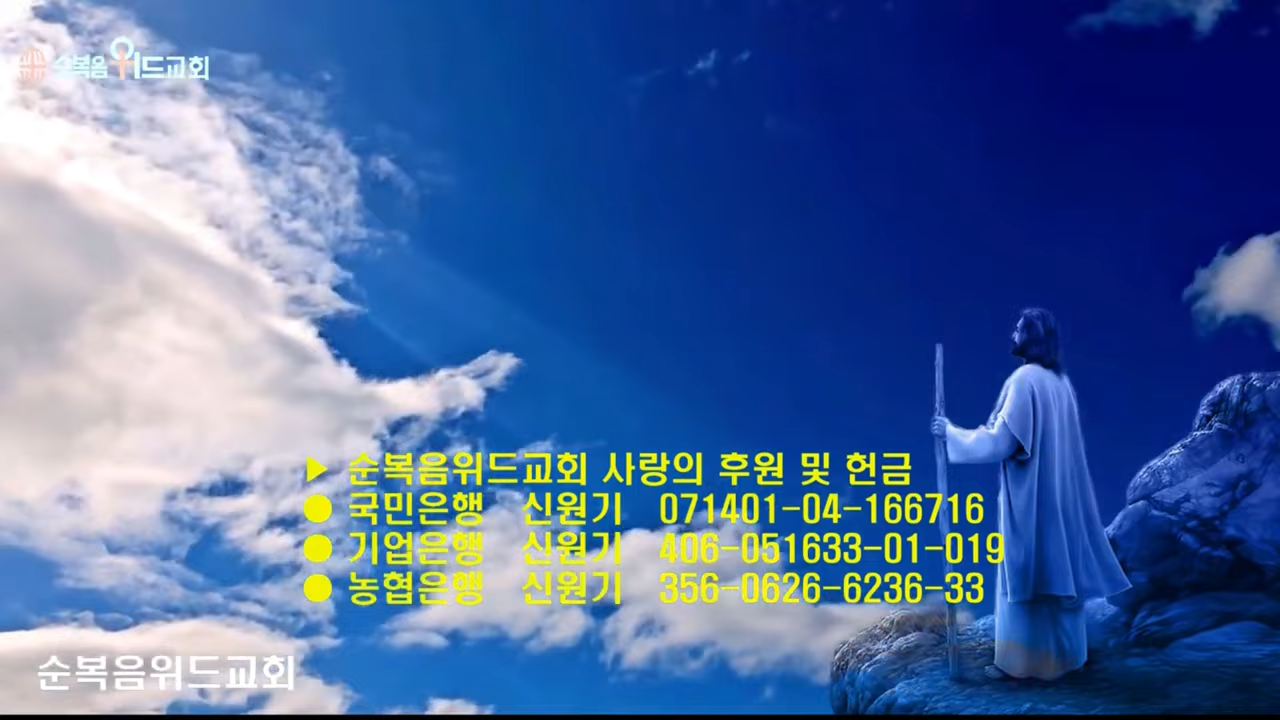 순복음위드교회
▶ 순복음위드교회 사랑의 후원 및 헌금
● 국민은행 신원기 071401-04-166716
● 기업은행 신원기 406-051633-01-019
● 농협은행 신원기 356-0626-6236-33
순복음위드교회